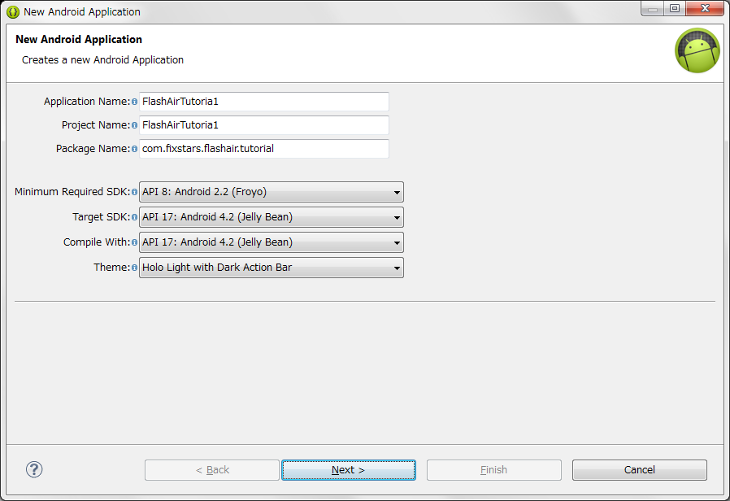 New Android Application
New Android Application
Creates a new Android Application
Application Name: FlashAirTutoria1
Project Name: FlashAirTutoria1
Package Name: com.fixstars.flashair.tutorial
Minimum Required SDK: API 8: Android 2.2 (Froyo)
Target SDK: API 17: Android 4.2 (Jelly Bean)
Compile With: API 17: Android 4.2 (Jelly Bean)
Theme: Holo Light with Dark Action Bar
? < Back Next > Finish Cancel